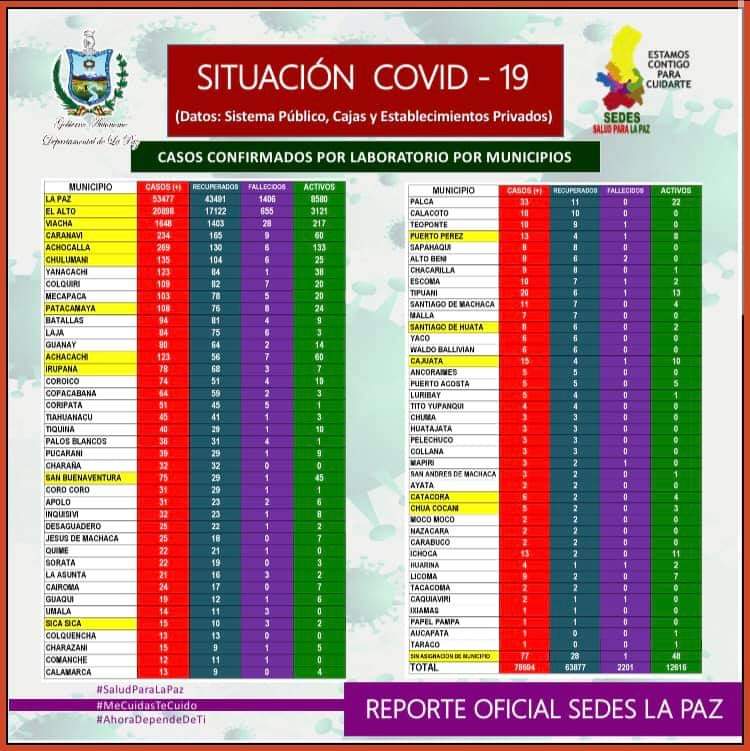 Gobierno Autónomo
Departamental de La Paz
SITUACIÓN COVID - 19
(Datos: Sistema Público, Cajas y Establecimientos Privados)
ESTAMOS
CONTIGO
PARA
CUIDARTE
SEDES
SALUD PARA LA PAZ
CASOS CONFIRMADOS POR LABORATORIO POR MUNICIPIOS
MUNICIPIO CASOS (+) RECUPERADOS FALLECIDOS ACTIVOS
LA PAZ 53477 43491 1406 8580
EL ALTO 20898 17122 655 3121
VIACHA 1648 1403 28 217
CARANAVI 234 165 9 60
ACHOCALLA 269 130 6 133
CHULUMANI 135 104 6 25
YANACACHI 123 84 1 38
COLQUIRI 109 82 7 20
MECAPACA 103 78 5 20
PATACAMAYA 108 76 8 24
BATALLAS 94 81 4 9
LAJA 84 75 6 3
GUANAY 80 64 2 14
ACHACACHI 123 56 7 60
IRUPANA 78 68 3 7
COROICO 74 51 4 19
COPACABANA 64 59 2 3
CORIPATA 51 45 5 1
TIAHUANACU 45 41 1 3
TIQUINA 40 29 1 10
PALOS BLANCOS 36 31 4 1
PUCARANI 39 29 1 9
CHARAÑA 32 32 0 0
SAN BUENAVENTURA 75 29 1 45
CORO CORO 31 29 1 1
APOLO 31 23 2 6
INQUISIVI 32 23 1 8
DESAGUADERO 25 22 1 2
JESUS DE MACHACA 25 18 0 7
QUIME 22 21 1 0
SORATA 22 19 0 3
LA ASUNTA 21 16 3 2
CAIROMA 24 17 0 7
GUAQUI 19 12 1 6
UMALA 14 11 3 0
SICA SICA 15 10 3 2
COLQUENCHA 13 13 0 0
CHARAZANI 15 9 1 5
COMANCHE 12 11 1 0
CALAMARCA 13 9 0 4
MUNICIPIO CASOS (+) RECUPERADOS FALLECIDOS ACTIVOS
PALCA 33 11 0 22
CALACOTO 10 10 0 0
TEOPONTE 10 9 1 0
PUERTO PEREZ 13 4 1 8
SAPAHAQUI 8 8 0 0
ALTO BENI 8 6 2 0
CHACARILLA 9 8 0 1
ESCOMA 10 7 1 2
TIPUANI 20 6 1 13
SANTIAGO DE MACHACA 11 7 0 4
MALLA 7 7 0 0
SANTIAGO DE HUATA 8 6 0 2
YACO 6 6 0 0
WALDO BALLIVIAN 6 6 0 0
CAJUATA 15 4 1 10
ANCORAIMES 5 5 0 0
PUERTO ACOSTA 5 5 0 5
LURIBAY 5 4 0 1
TITO YUPANQUI 4 4 0 0
CHUMA 3 3 0 0
HUATAJATA 3 3 0 0
PELECHUCO 3 3 0 0
COLLANA 3 3 0 0
MAPIRI 3 2 1 0
SAN ANDRES DE MACHACA 3 2 0 1
AYATA 2 2 0 0
CATACORA 6 2 0 4
CHUA COCANI 5 2 0 3
MOCO MOCO 2 2 0 0
NAZACARA 2 2 0 0
CARABUCO 2 2 0 0
ICHOCA 13 2 0 11
HUARINA 4 1 1 2
LICOMA 9 2 0 7
TACACOMA 2 2 0 0
CAQUIAVIRI 2 1 1 0
IXIAMAS 1 1 0 0
PAPEL PAMPA 1 1 0 0
AUCAPATA 1 0 0 1
TARACO 1 0 0 1
SIN ASIGNACION DE MUNICIPIO 77 28 1 48
TOTAL 63877 2201 12616
#SaludParaLaPaz
#MeCuidasTeCuido
#AhoraDependeDeTi
REPORTE OFICIAL SEDES LA PAZ